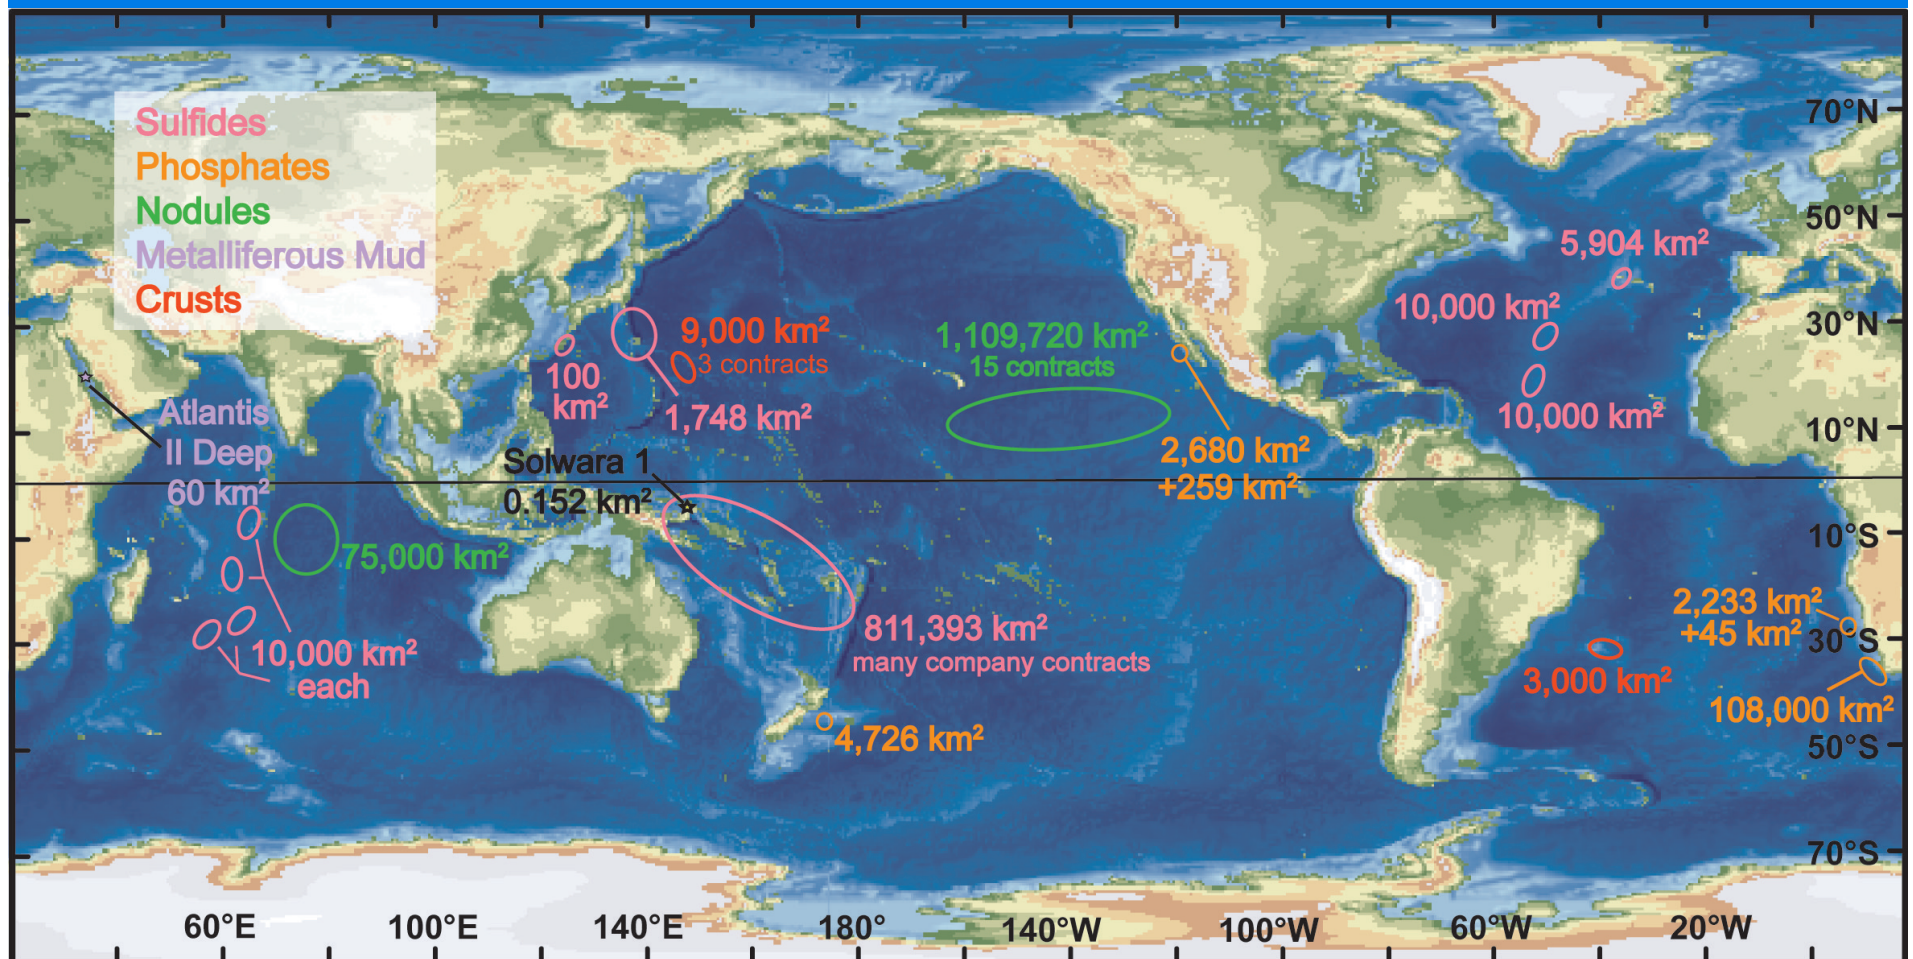 Sulfides
Phosphates
Nodules
Metalliferous Mud
Crusts
70°N
50°N
30°N
10°N
10°S
30°S
50°S
70°S
5,904 km²
10,000 km²
10,000 km²
9,000 km²
3 contracts
1,109,720 km²
15 contracts
100
km²
1,748 km²
Atlantis
II Deep
60 km²
Solwara 1
0.152 km²
2,680 km²
+259 km²
75,000 km²
811,393 km²
many company contracts
10,000 km²
each
2,233 km²
+45 km²
3,000 km²
108,000 km²
4,726 km²
60°E
100°E
140°E
180°
140°W
100°W
60°W
20°W